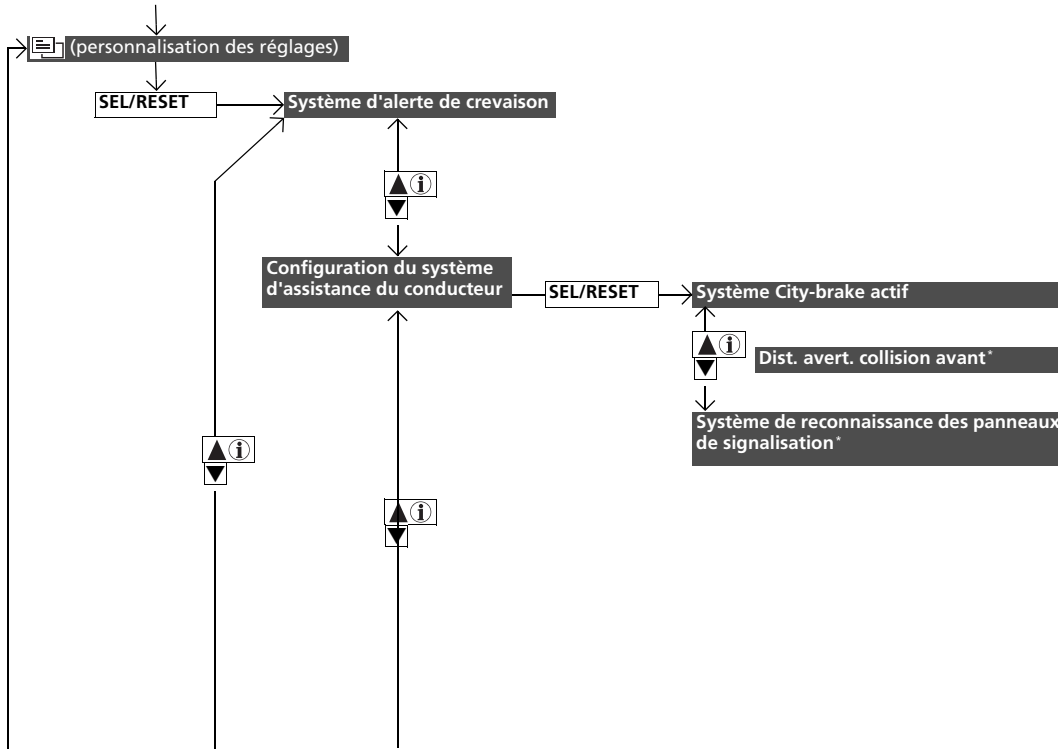 (personnalisation des réglages)
SEL/RESET
Système d'alerte de crevaison
Configuration du système
d'assistance du conducteur
SEL/RESET
Système City-brake actif
Dist. avert. collision avant*
Système de reconnaissance des panneaux
de signalisation*